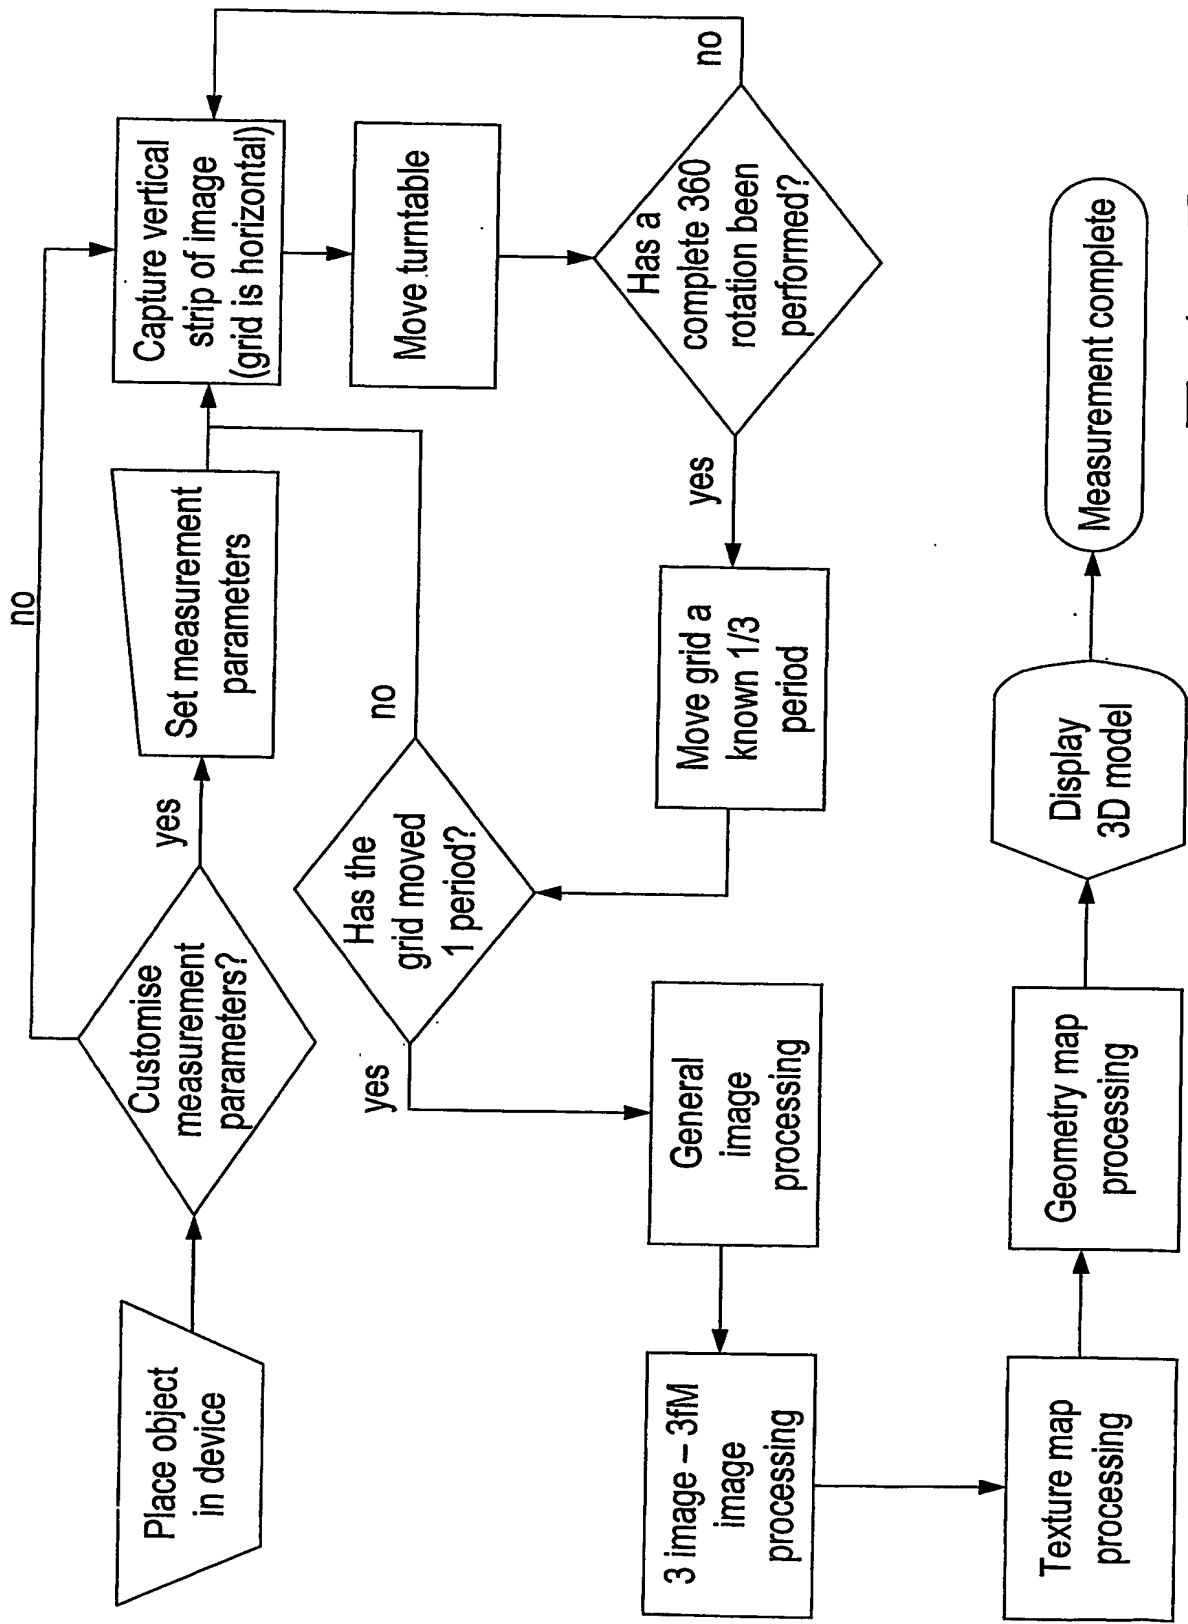 Place object
in device
Customise
measurement
parameters?
no
yes
Set measurement
parameters
Capture vertical
strip of image
(grid is horizontal)
Move turntable
Has a
complete 360
rotation been
performed?
no
yes
Move grid a
known 1/3
period
Has the
grid moved
1 period?
no
yes
General
image
processing
3 image – 3fM
image
processing
Texture map
processing
Geometry map
processing
Display
3D model
Measurement complete